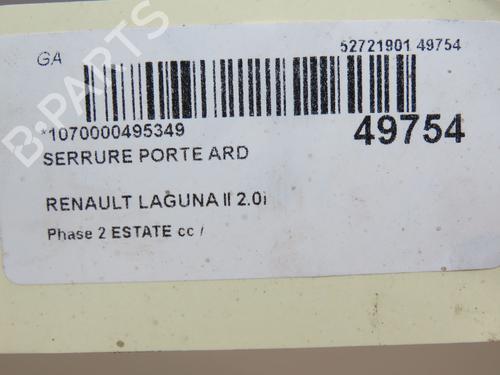 GA
52721901 49754
*1070000495349
49754
SERRURE PORTE ARD
RENAULT LAGUNA II 2.0i
Phase 2 ESTATE cc /
B-PARTS